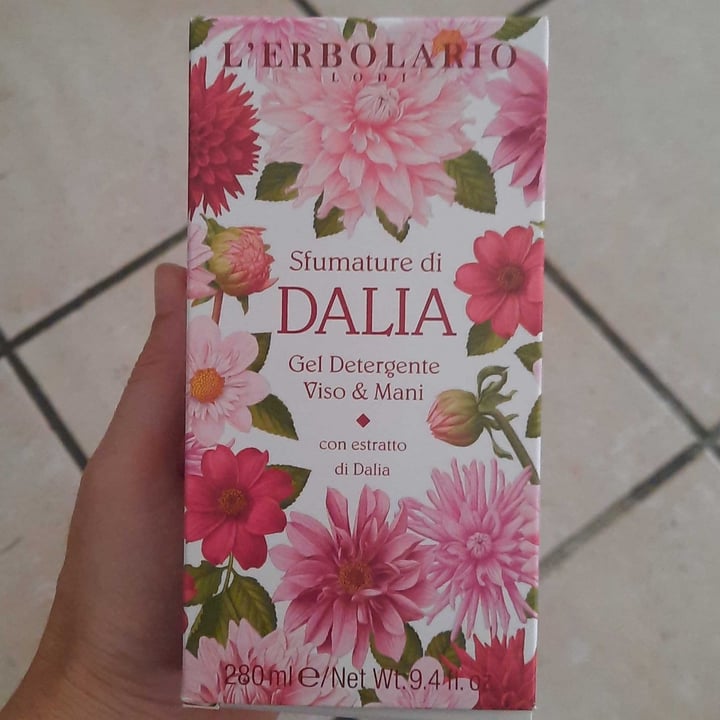 L'ERBOLARIO
LODI
Sfumature di
DALIA
Gel Detergente
Viso & Mani
con estratto
di Dalia
280 ml e/Net Wt. 9.4 fl. oz